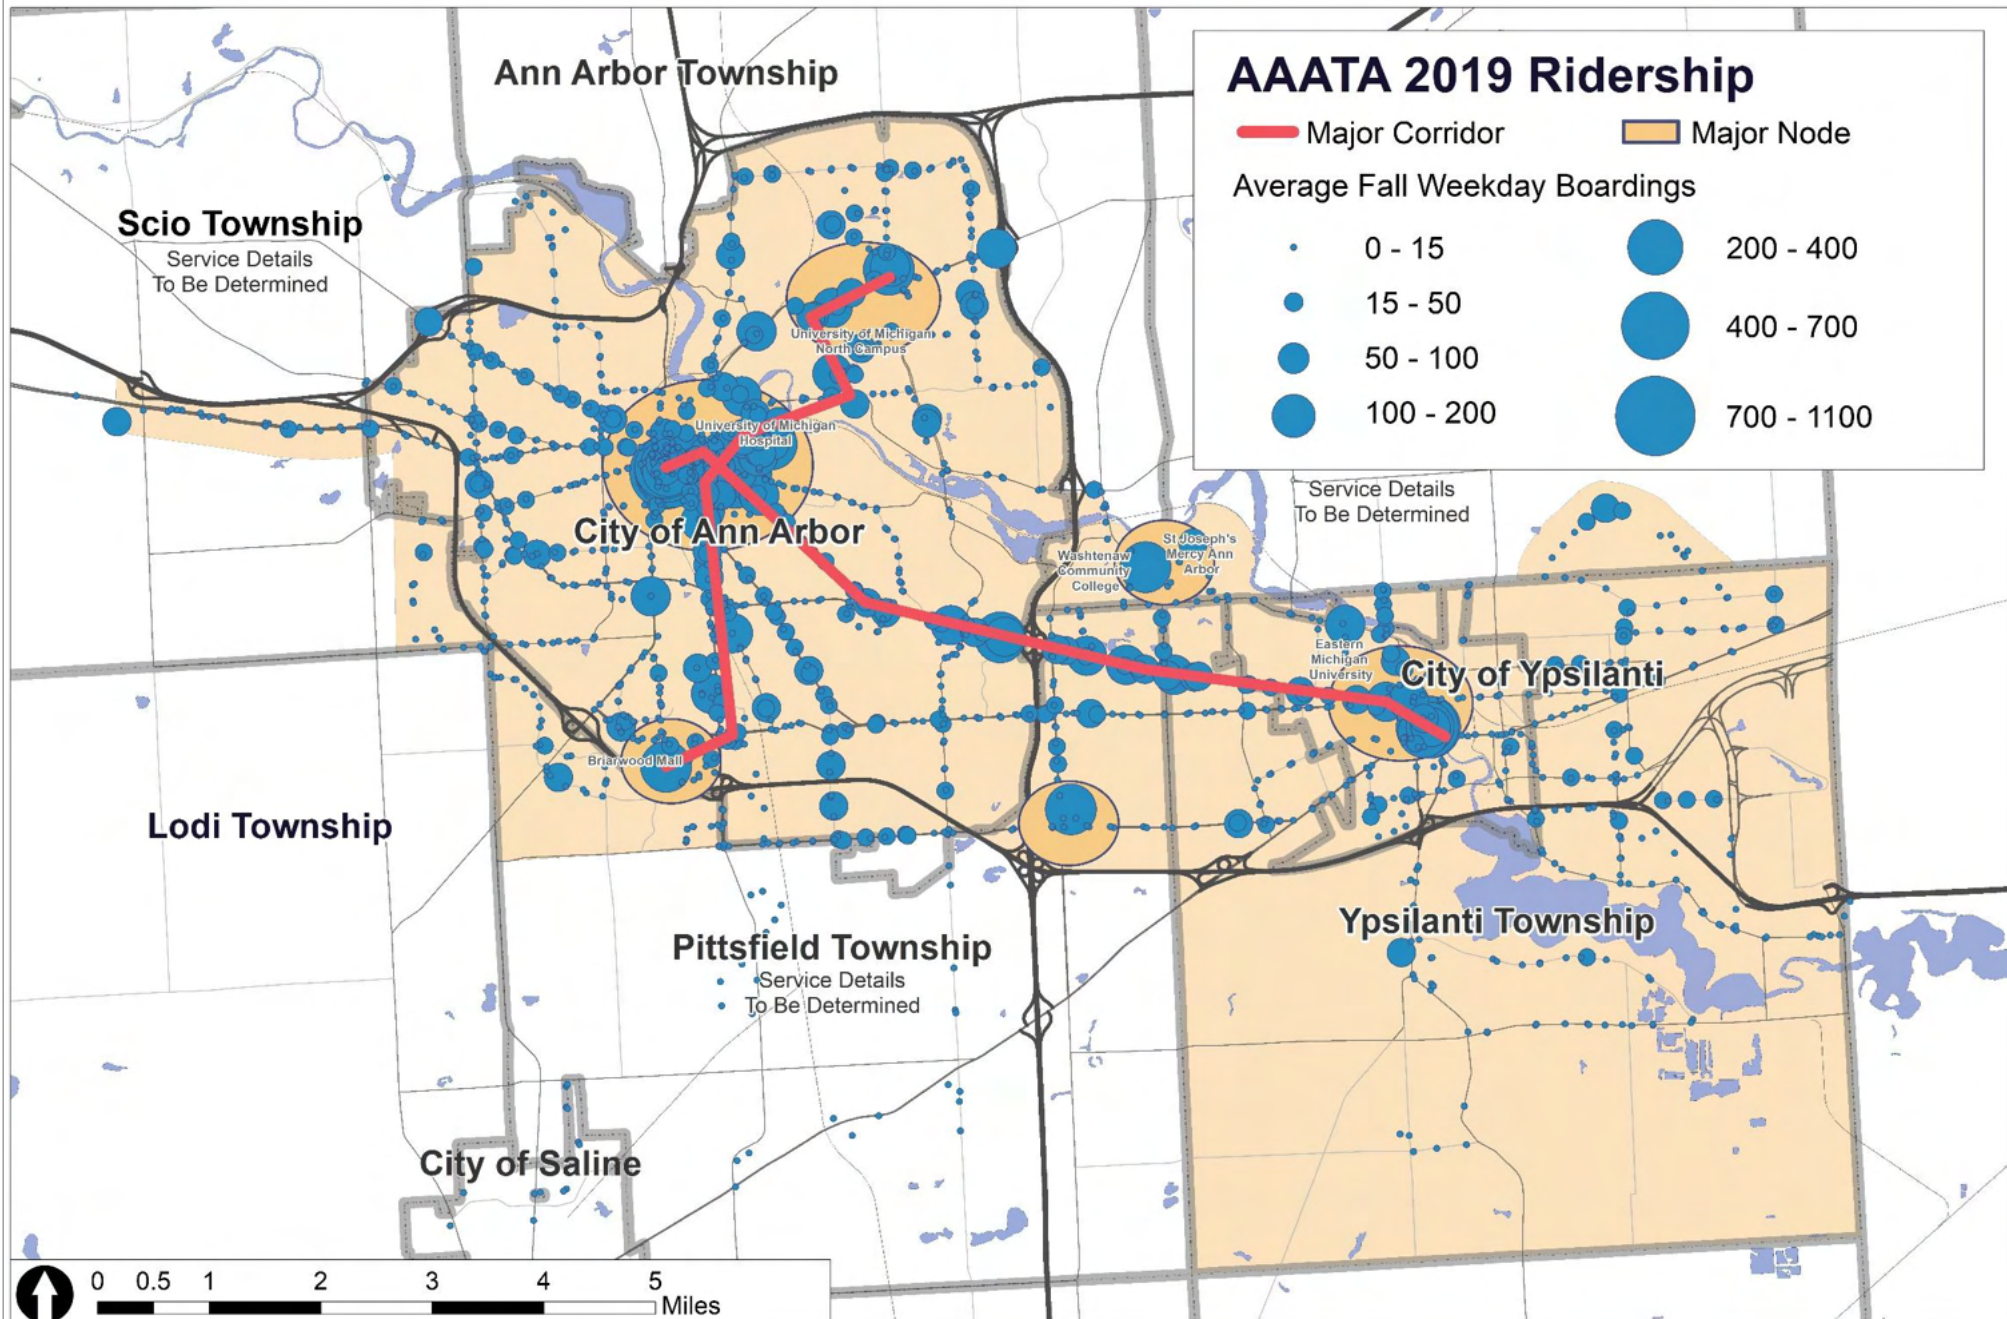 Ann Arbor Township
AAATA 2019 Ridership
Major Corridor
Major Node
Average Fall Weekday Boardings
0 - 15
200 - 400
15 - 50
400 - 700
50 - 100
100 - 200
700 - 1100
Scio Township
Service Details
To Be Determined
University of Michigan
North Campus
University of Michigan
Hospital
City of Ann Arbor
Service Details
To Be Determined
Washtenaw
Community
College
St Joseph's
Mercy Ann
Arbor
Eastern
Michigan
University
City of Ypsilanti
Briarwood Mall
Lodi Township
Ypsilanti Township
Pittsfield Township
Service Details
To Be Determined
City of Saline
0 0.5 1 2 3 4 5
Miles